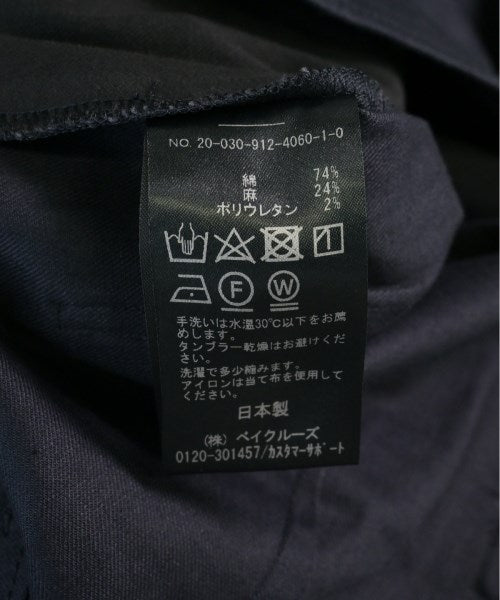 NO. 20-030-912-4060-1-0
綿 74%
麻 24%
ポリウレタン 2%
F W
手洗いは水温30℃以下をお薦
めします。
タンブラー乾燥はお避けくだ
さい。
洗濯で多少縮みます。
アイロンは当て布を使用して
ください。
日本製
(株) ベイクルーズ
0120-301457/カスタマーサポート